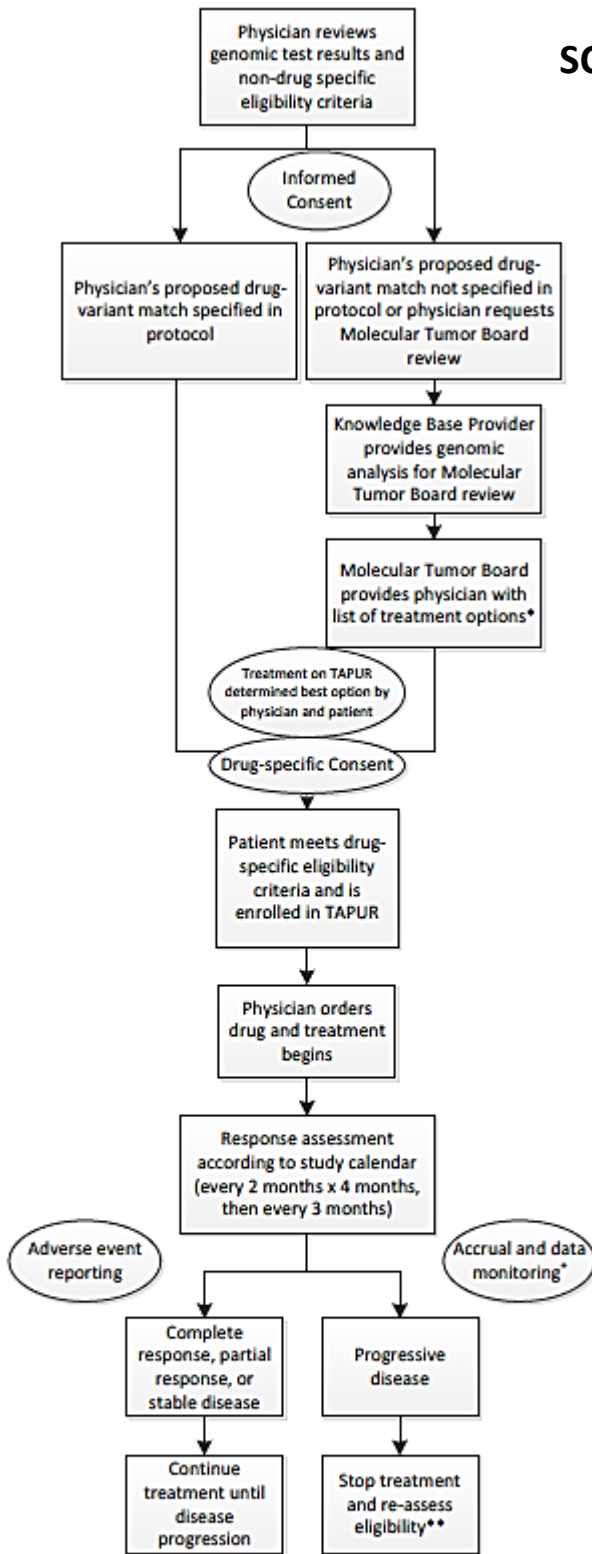 Physician reviews
genomic test results and
non-drug specific
eligibility criteria
SC
Informed
Consent
Physician's proposed drug-
variant match specified in
protocol
Physician's proposed drug-
variant match not specified in
protocol or physician requests
Molecular Tumor Board
review
Knowledge Base Provider
provides genomic
analysis for Molecular
Tumor Board review
Molecular Tumor Board
provides physician with
list of treatment options*
Treatment on TAPUR
determined best option by
physician and patient
Drug-specific Consent
Patient meets drug-
specific eligibility
criteria and is
enrolled in TAPUR
Physician orders
drug and treatment
begins
Response assessment
according to study calendar
(every 2 months x 4 months,
then every 3 months)
Adverse event
reporting
Accrual and data
monitoring+
Complete
response, partial
response, or
stable disease
Progressive
disease
Continue
treatment until
disease
progression
Stop treatment
and re-assess
eligibility**